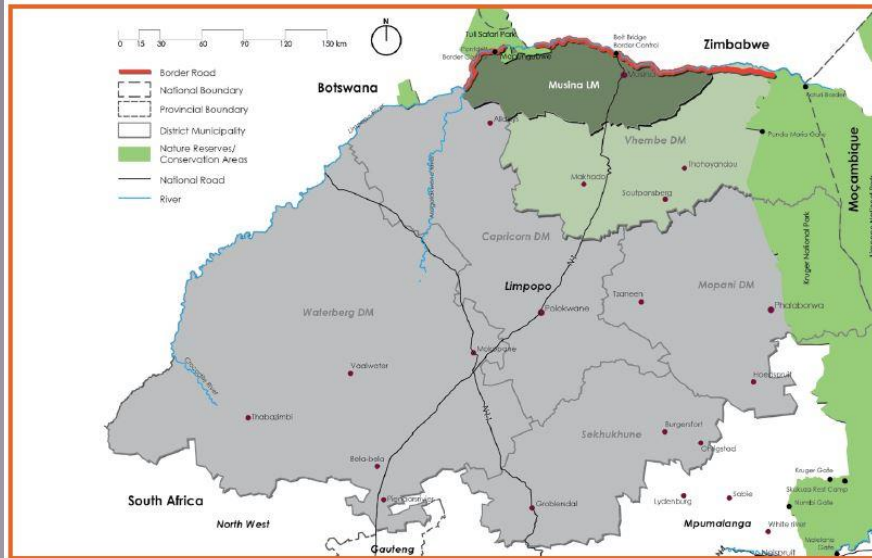 N
0 15 30 60 90 120 150 km
Border Road
National Boundary
Provincial Boundary
District Municipality
Nature Reserves/
Conservation Areas
National Road
River
Tuli Safari Park
Beit Bridge
Border Control
Zimbabwe
Botswana
Musina
Musina LM
Vhembe DM
Punda Maria Gate
Thohoyandou
Makhado
Soutpansberg
Moçambique
Kruger National Park
Capricorn DM
Limpopo
Mopani DM
Tzaneen
Phalaborwa
Polokwane
Waterberg DM
Mokopane
Vaalwater
Hoedspruit
Thabazimbi
Sekhukhune
Burgersfort
Bela-bela
Groblersdal
Lydenburg
Sabie
Kruger Gate
Skukuza Rest Camp
Numbi Gate
White River
Malelane
Gate
Mpumalanga
South Africa
North West
Gauteng